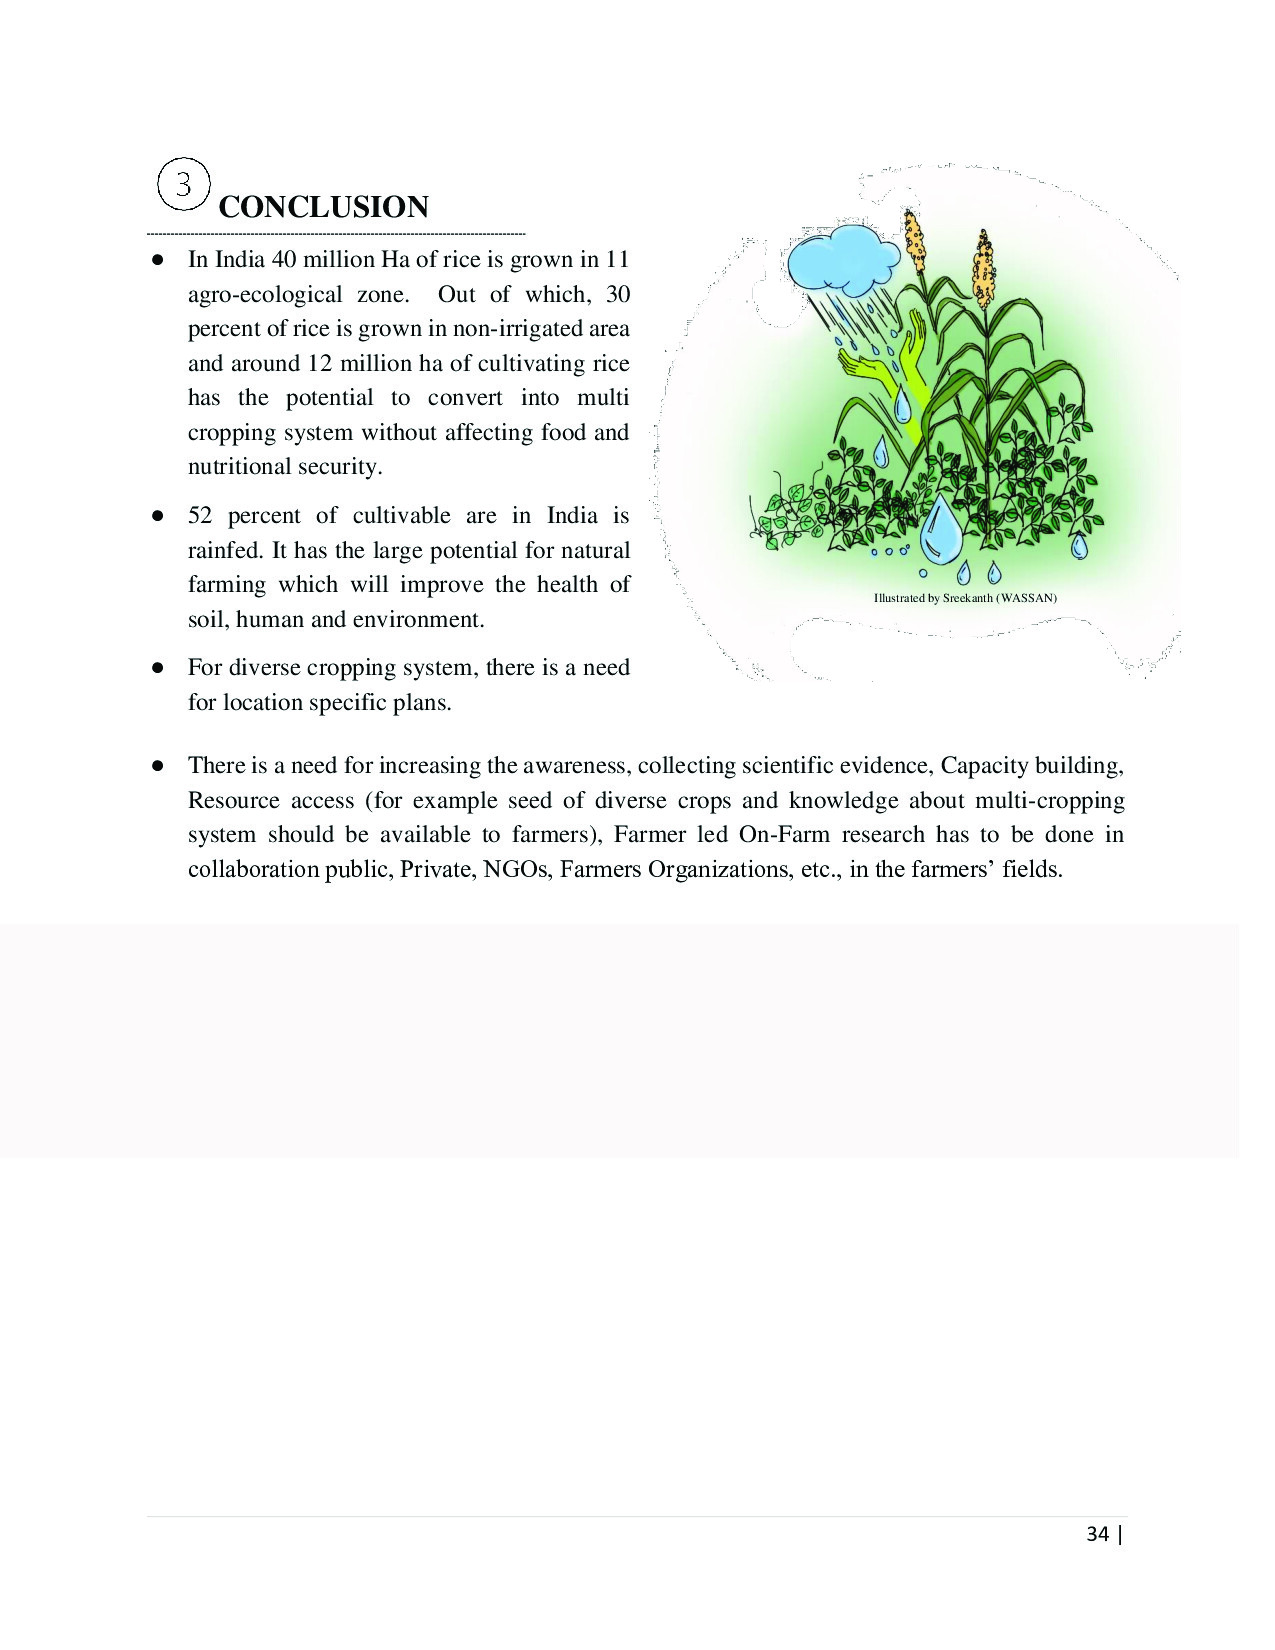 3
CONCLUSION
● In India 40 million Ha of rice is grown in 11
agro-ecological zone. Out of which, 30
percent of rice is grown in non-irrigated area
and around 12 million ha of cultivating rice
has the potential to convert into multi
cropping system without affecting food and
nutritional security.
● 52 percent of cultivable are in India is
rainfed. It has the large potential for natural
farming which will improve the health of
soil, human and environment.
● For diverse cropping system, there is a need
for location specific plans.
Illustrated by Sreekanth (WASSAN)
● There is a need for increasing the awareness, collecting scientific evidence, Capacity building,
Resource access (for example seed of diverse crops and knowledge about multi-cropping
system should be available to farmers), Farmer led On-Farm research has to be done in
collaboration public, Private, NGOs, Farmers Organizations, etc., in the farmers’ fields.
34 |